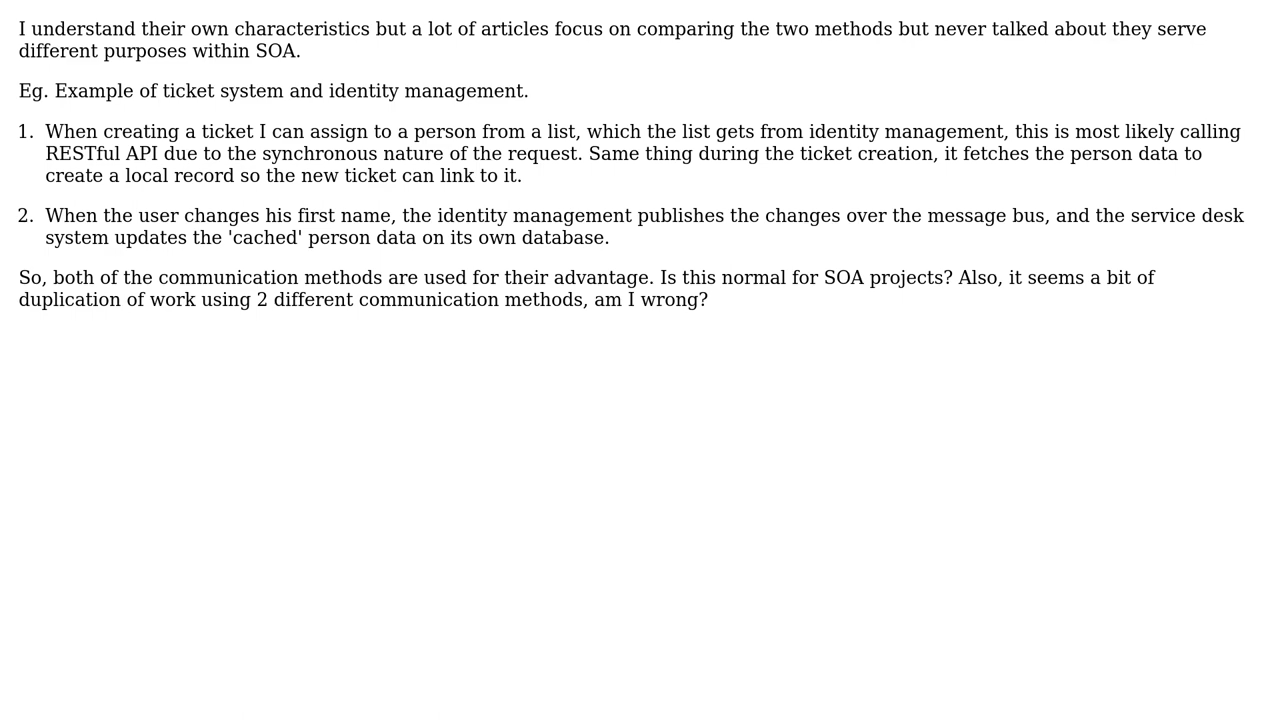 I understand their own characteristics but a lot of articles focus on comparing the two methods but never talked about they serve
different purposes within SOA.
Eg. Example of ticket system and identity management.
1. When creating a ticket I can assign to a person from a list, which the list gets from identity management, this is most likely calling
RESTful API due to the synchronous nature of the request. Same thing during the ticket creation, it fetches the person data to
create a local record so the new ticket can link to it.
2. When the user changes his first name, the identity management publishes the changes over the message bus, and the service desk
system updates the 'cached' person data on its own database.
So, both of the communication methods are used for their advantage. Is this normal for SOA projects? Also, it seems a bit of
duplication of work using 2 different communication methods, am I wrong?